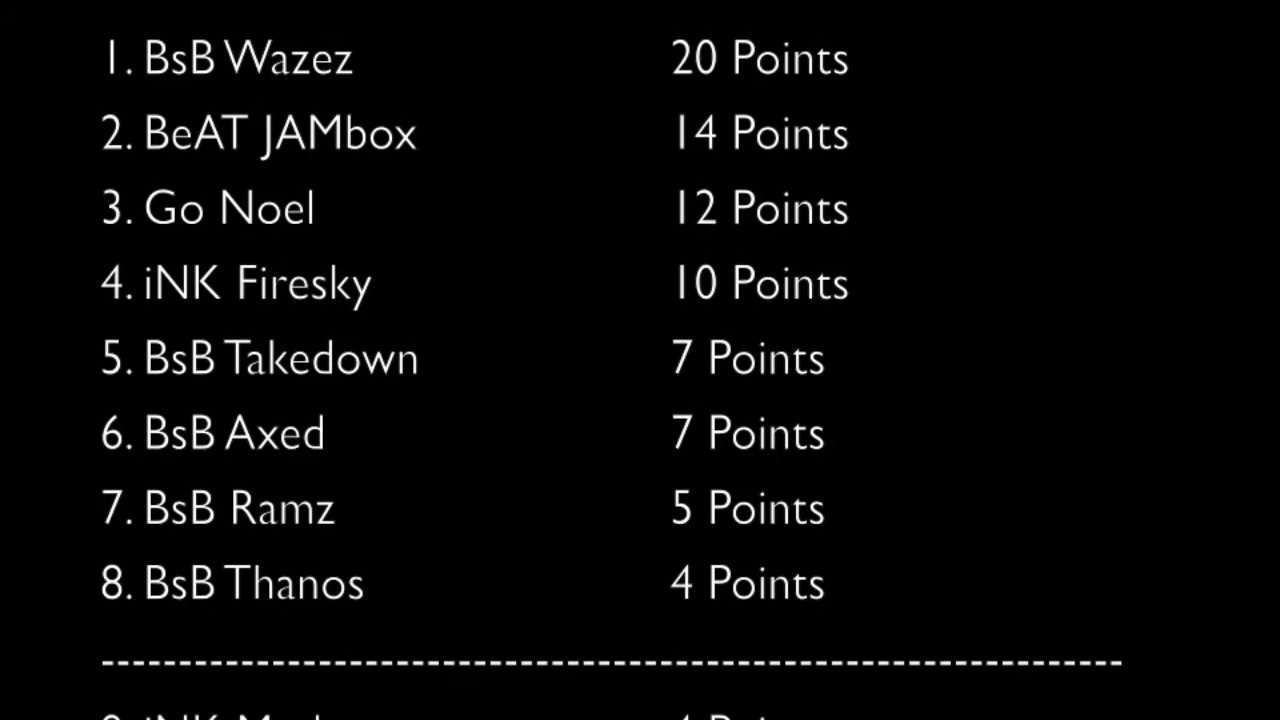 1. BsB Wazez 20 Points
2. BeAT JAMbox 14 Points
3. Go Noel 12 Points
4. iNK Firesky 10 Points
5. BsB Takedown 7 Points
6. BsB Axed 7 Points
7. BsB Ramz 5 Points
8. BsB Thanos 4 Points
--------------------------------------------------------------------
9. iNK